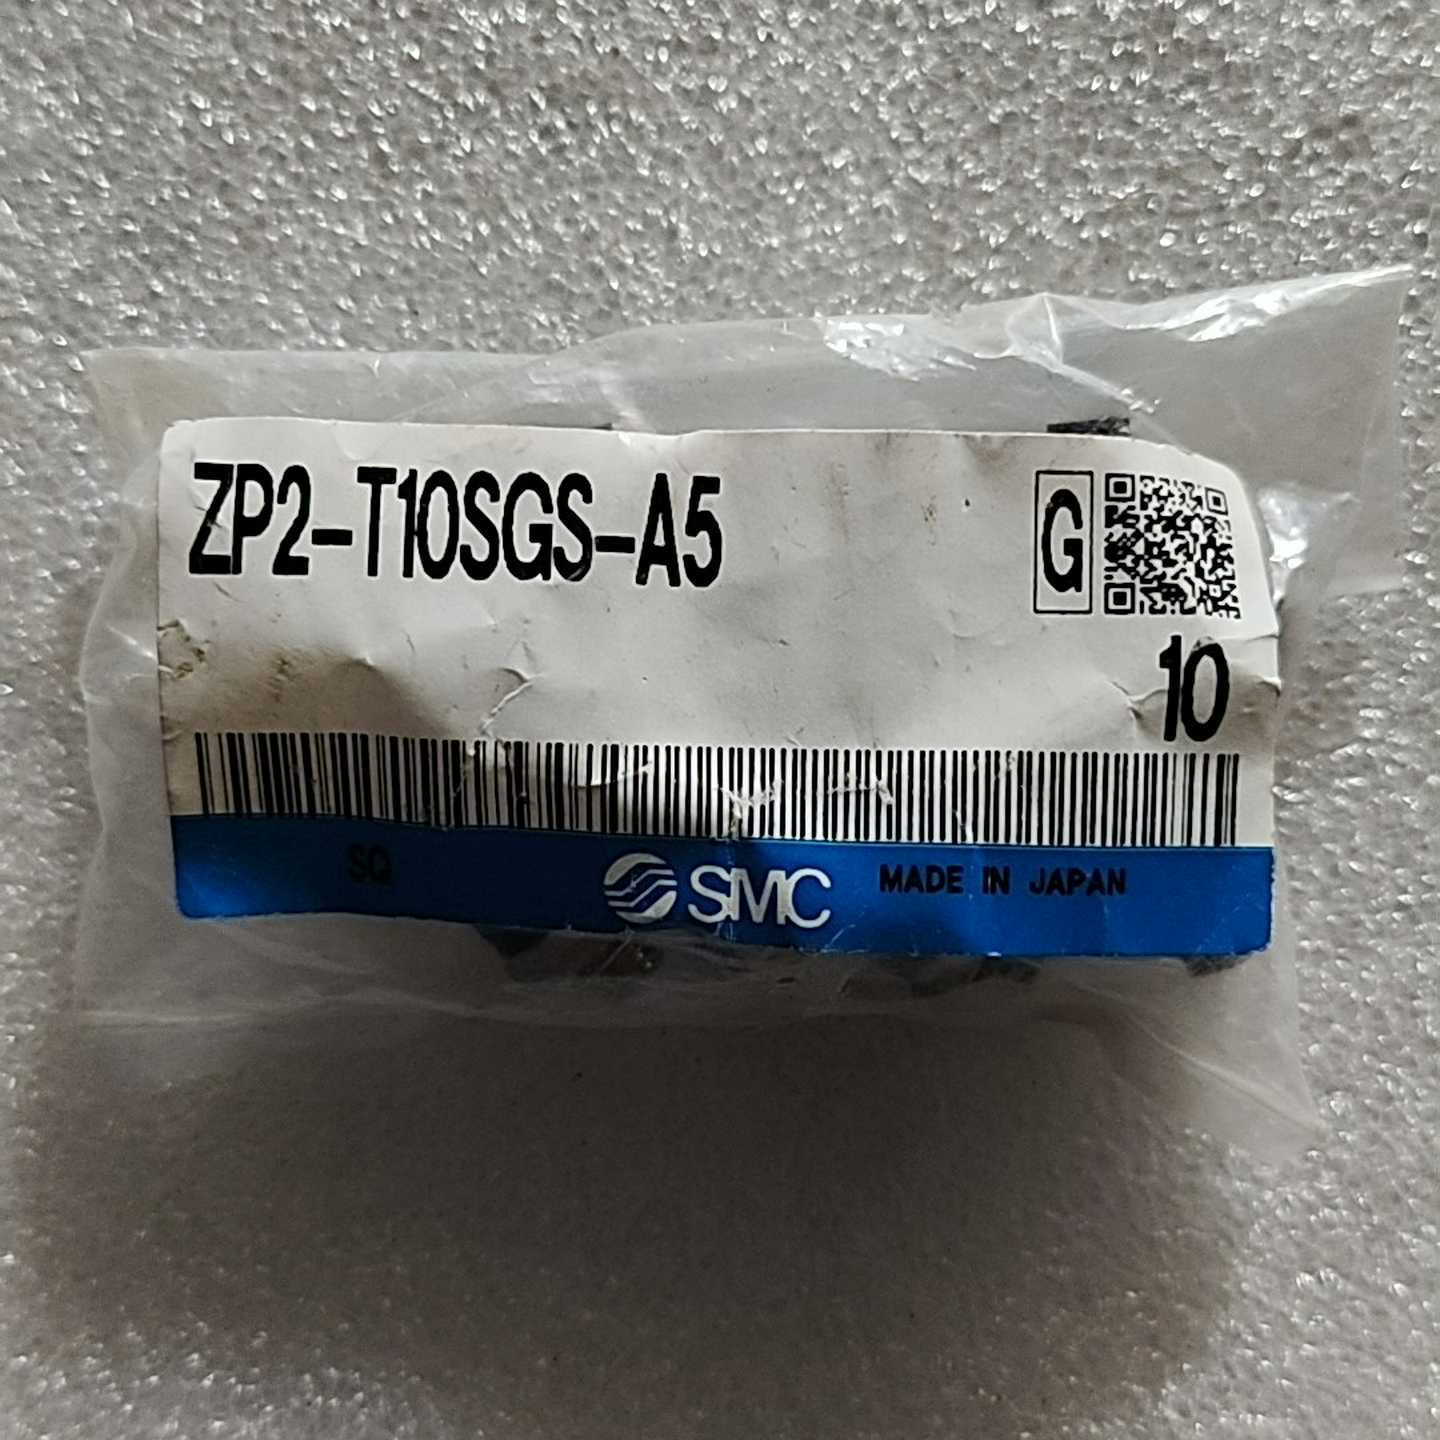 ZP2-T10SGS-A5
G
10
SQ
SMC
MADE IN JAPAN